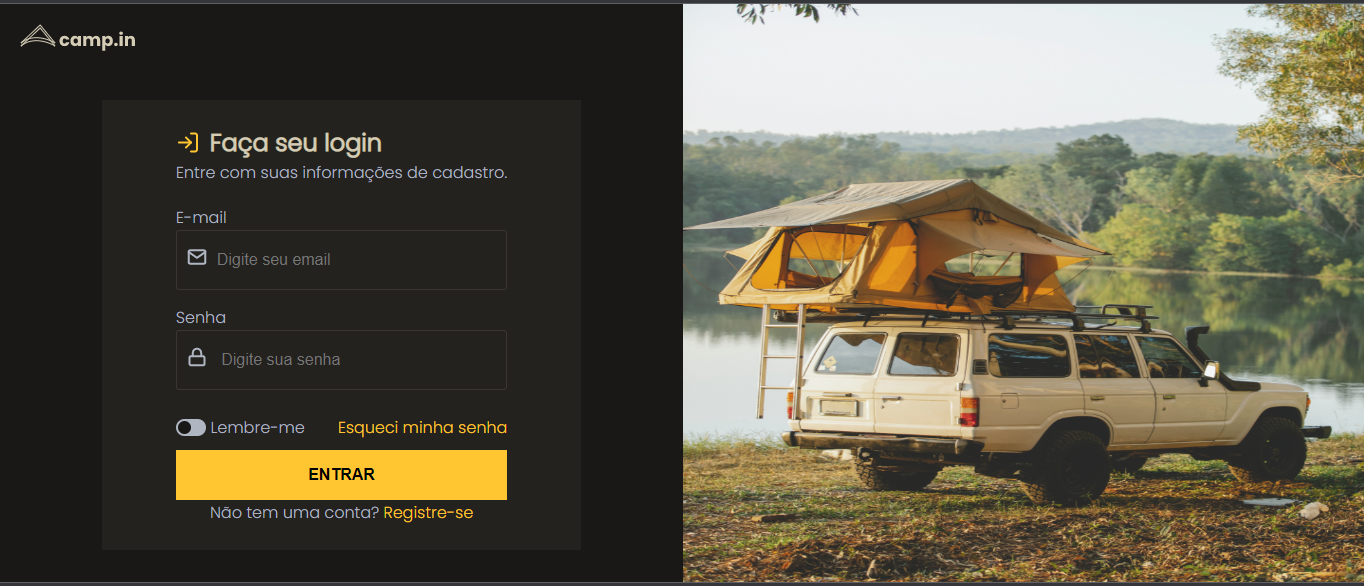 camp.in
Faça seu login
Entre com suas informações de cadastro.
E-mail
Digite seu email
Senha
Digite sua senha
Lembre-me Esqueci minha senha
ENTRAR
Não tem uma conta? Registre-se